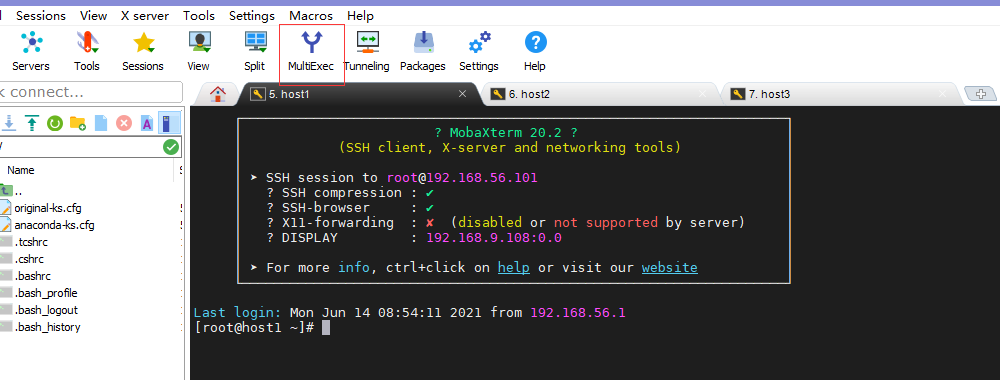 Sessions View X server Tools Settings Macros Help
Servers Tools Sessions View Split MultiExec Tunneling Packages Settings Help
k connect...
5. host1 6. host2 7. host3
/
Name
..
original-ks.cfg
anaconda-ks.cfg
.tcshrc
.cshrc
.bashrc
.bash_profile
.bash_logout
.bash_history
? MobaXterm 20.2 ?
(SSH client, X-server and networking tools)
➤ SSH session to root@192.168.56.101
? SSH compression : ✔
? SSH-browser : ✔
? X11-forwarding : ✘ (disabled or not supported by server)
? DISPLAY : 192.168.9.108:0.0
➤ For more info, ctrl+click on help or visit our website
Last login: Mon Jun 14 08:54:11 2021 from 192.168.56.1
[root@host1 ~]#